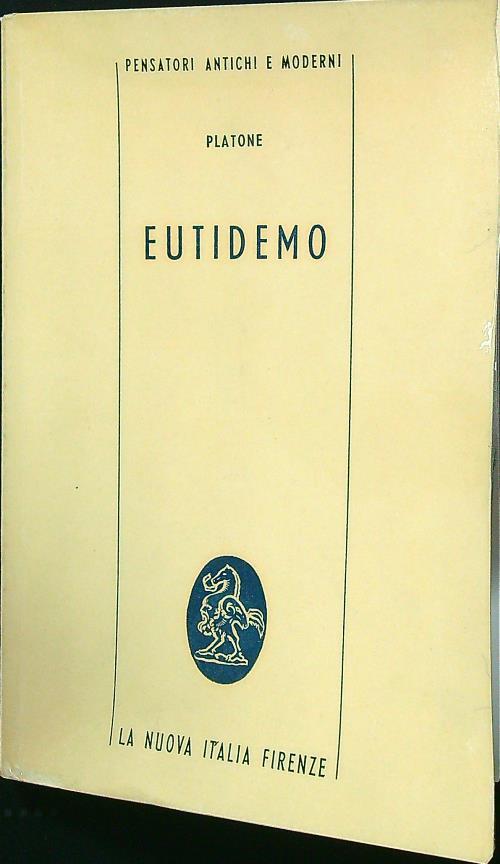 PENSATORI ANTICHI E MODERNI
PLATONE
EUTIDEMO
LA NUOVA ITALIA FIRENZE